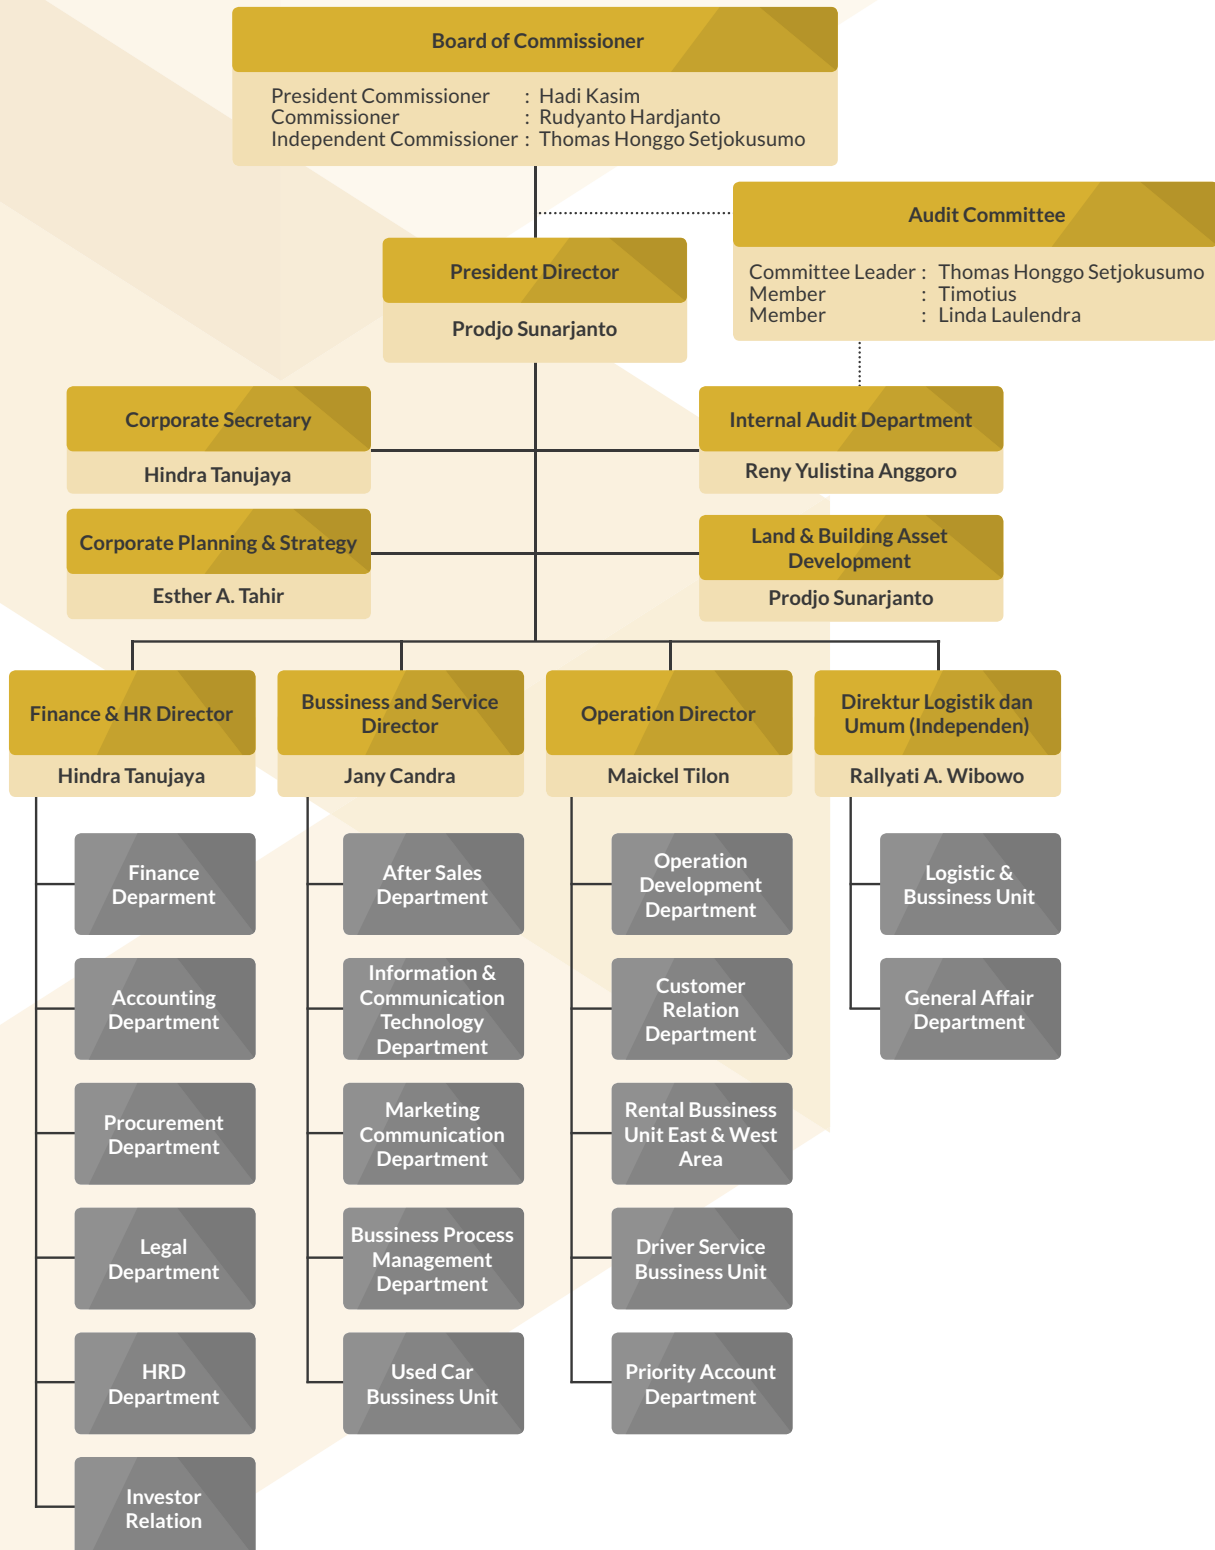 Board of Commissioner
President Commissioner : Hadi Kasim
Commissioner : Rudyanto Hardjanto
Independent Commissioner : Thomas Honggo Setjokusumo
Audit Committee
Committee Leader : Thomas Honggo Setjokusumo
Member : Timotius
Member : Linda Laulendra
President Director
Prodjo Sunarjanto
Corporate Secretary
Hindra Tanujaya
Internal Audit Department
Reny Yulistina Anggoro
Corporate Planning & Strategy
Esther A. Tahir
Land & Building Asset
Development
Prodjo Sunarjanto
Finance & HR Director
Hindra Tanujaya
Finance
Deparment
Accounting
Department
Procurement
Department
Legal
Department
HRD
Department
Investor
Relation
Bussiness and Service
Director
Jany Candra
After Sales
Department
Information &
Communication
Technology
Department
Marketing
Communication
Department
Bussiness Process
Management
Department
Used Car
Bussiness Unit
Operation Director
Maickel Tilon
Operation
Development
Department
Customer
Relation
Department
Rental Bussiness
Unit East & West
Area
Driver Service
Bussiness Unit
Priority Account
Department
Direktur Logistik dan
Umum (Independen)
Rallyati A. Wibowo
Logistic &
Bussiness Unit
General Affair
Department